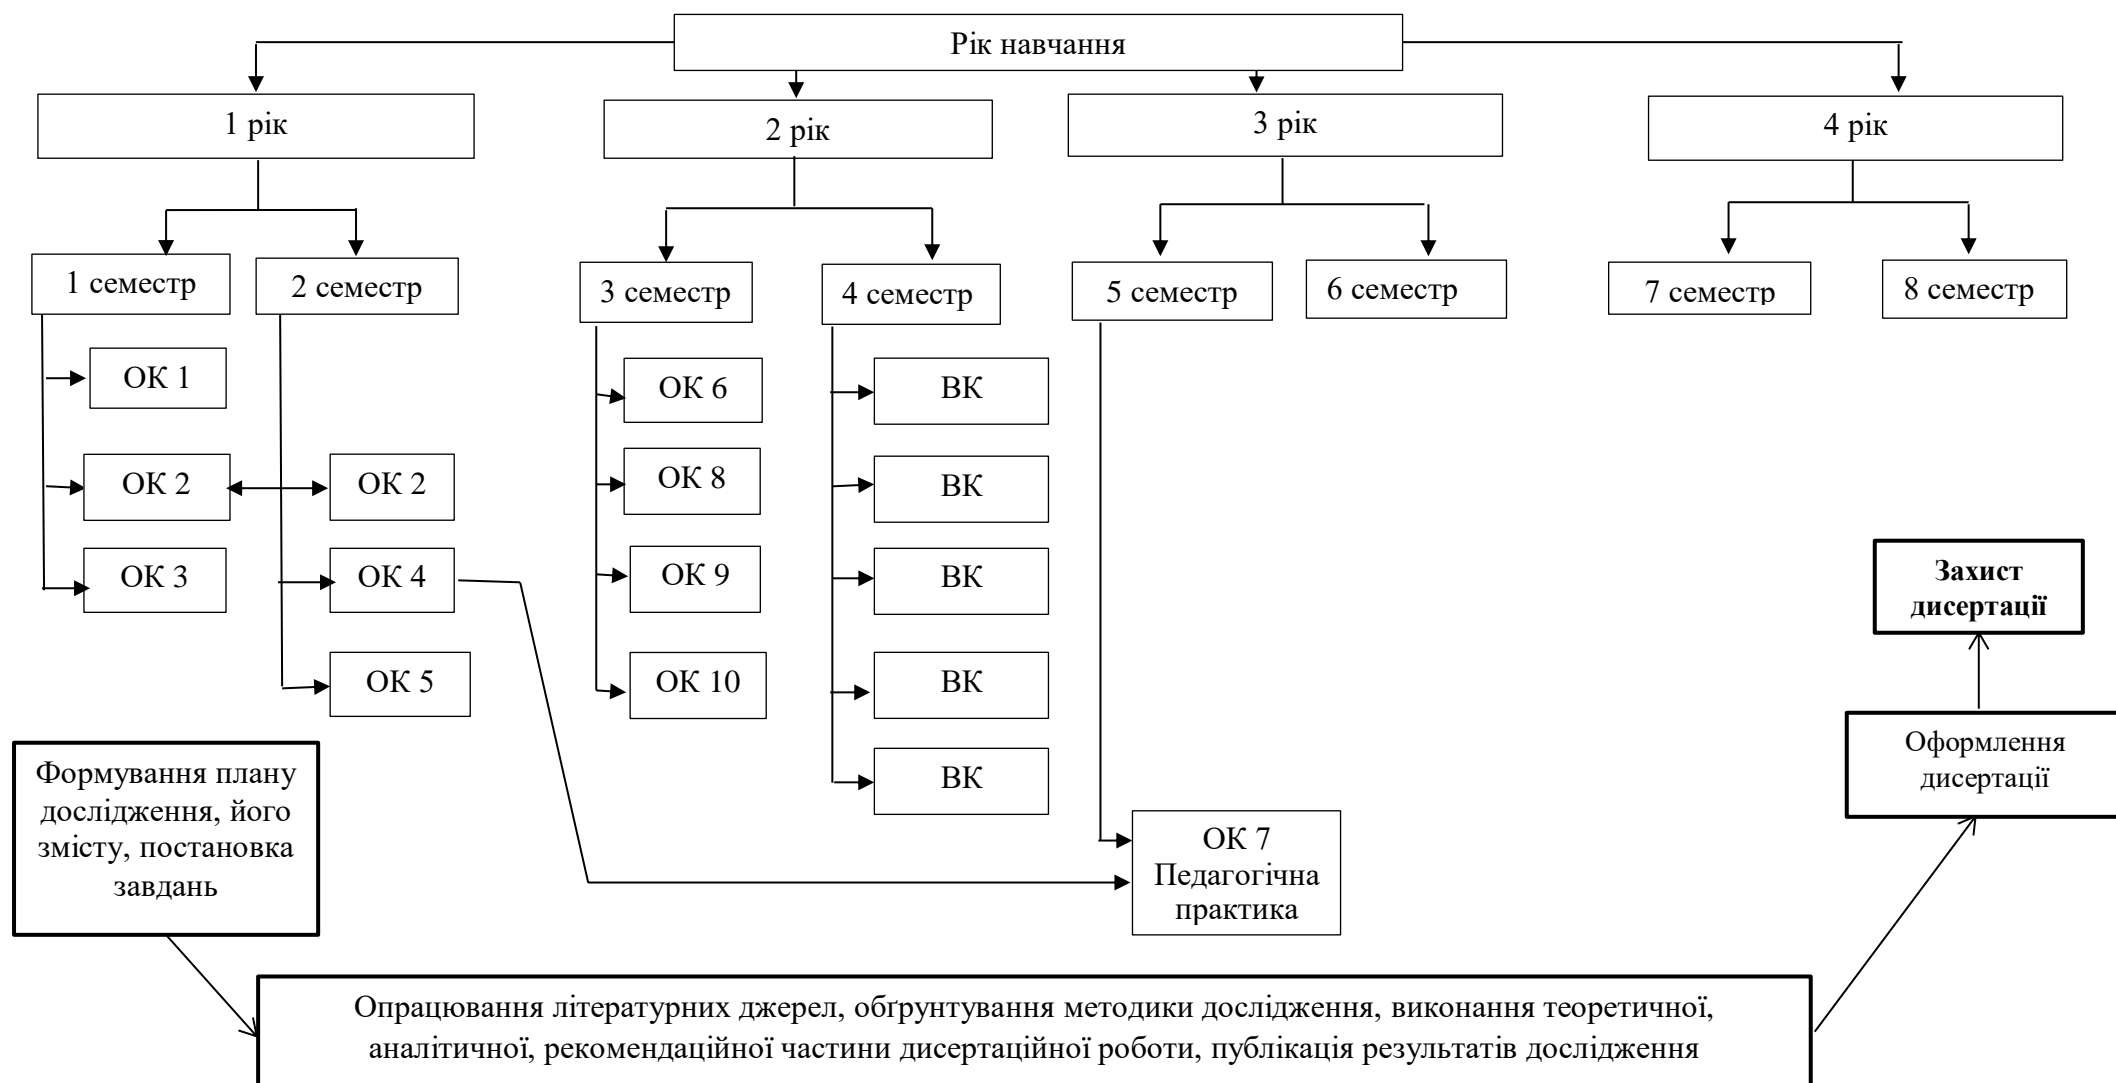 Рік навчання
1 рік
2 рік
3 рік
4 рік
1 семестр
2 семестр
3 семестр
4 семестр
5 семестр
6 семестр
7 семестр
8 семестр
ОК 1
ОК 6
ВК
ОК 2
ОК 2
ОК 8
ВК
ОК 3
ОК 4
ОК 9
ВК
Захист
дисертації
ОК 5
ОК 10
ВК
Оформлення
дисертації
ВК
Формування плану
дослідження, його
змісту, постановка
завдань
ОК 7
Педагогічна
практика
Опрацювання літературних джерел, обґрунтування методики дослідження, виконання теоретичної,
аналітичної, рекомендаційної частини дисертаційної роботи, публікація результатів дослідження